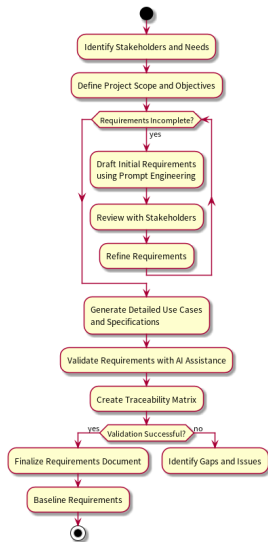 Identify Stakeholders and Needs
Define Project Scope and Objectives
Requirements Incomplete?
yes
Draft Initial Requirements
using Prompt Engineering
Review with Stakeholders
Refine Requirements
Generate Detailed Use Cases
and Specifications
Validate Requirements with AI Assistance
Create Traceability Matrix
yes
Validation Successful?
no
Finalize Requirements Document
Identify Gaps and Issues
Baseline Requirements